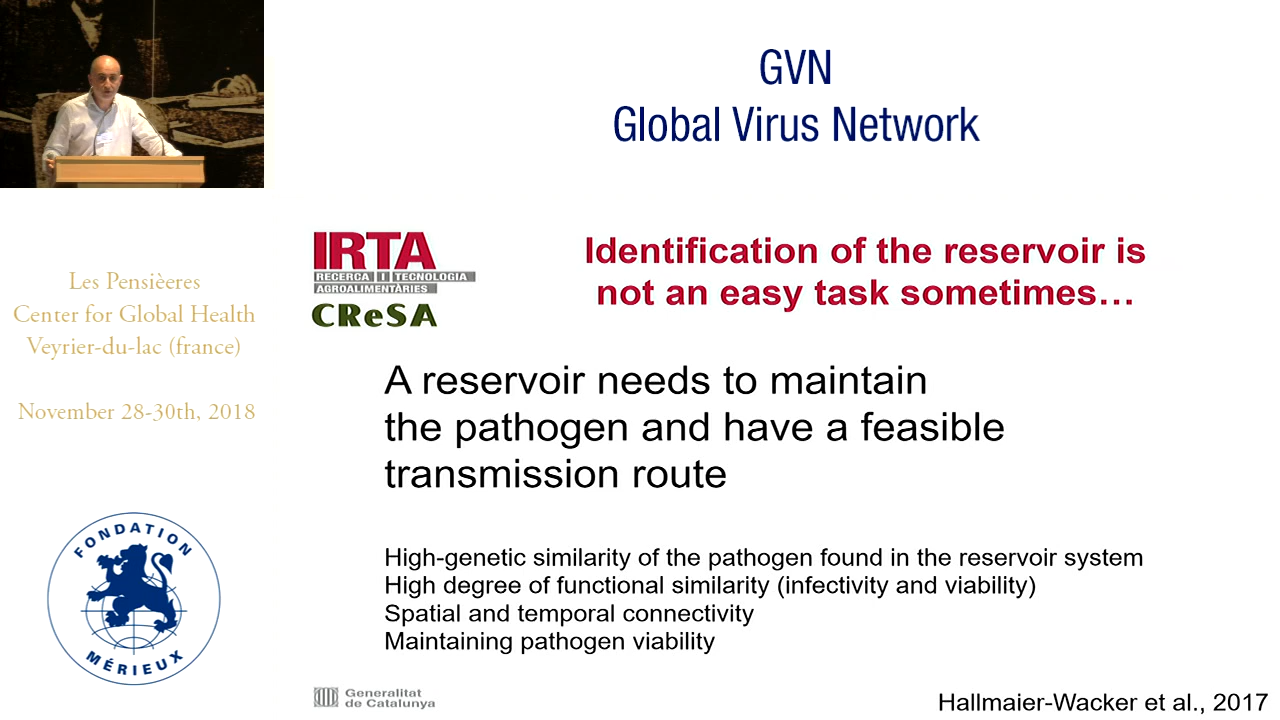 GVN
Global Virus Network
IRTA
RECERCA I TECNOLOGIA
AGROALIMENTÀRIES
CReSA
Identification of the reservoir is
not an easy task sometimes…
Les Pensièeres
Center for Global Health
Veyrier-du-lac (france)
November 28-30th, 2018
A reservoir needs to maintain
the pathogen and have a feasible
transmission route
High-genetic similarity of the pathogen found in the reservoir system
High degree of functional similarity (infectivity and viability)
Spatial and temporal connectivity
Maintaining pathogen viability
FONDATION
MÉRIEUX
Generalitat
de Catalunya
Hallmaier-Wacker et al., 2017